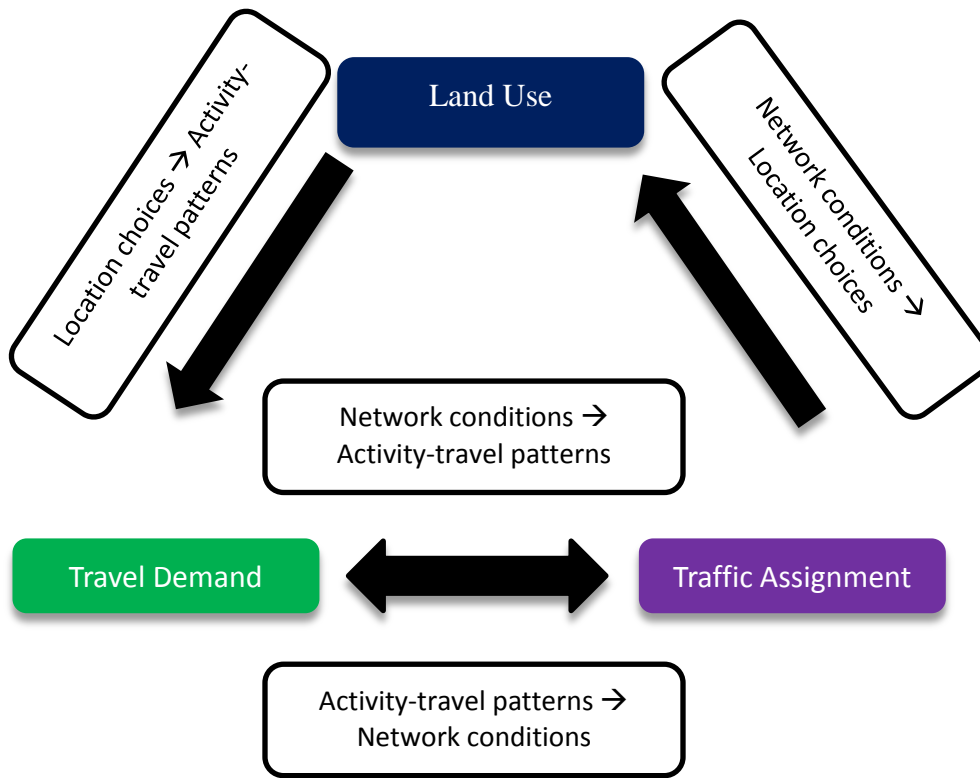 Land Use
Location choices → Activity-
travel patterns
Network conditions →
Location choices
Network conditions →
Activity-travel patterns
Travel Demand
Traffic Assignment
Activity-travel patterns →
Network conditions